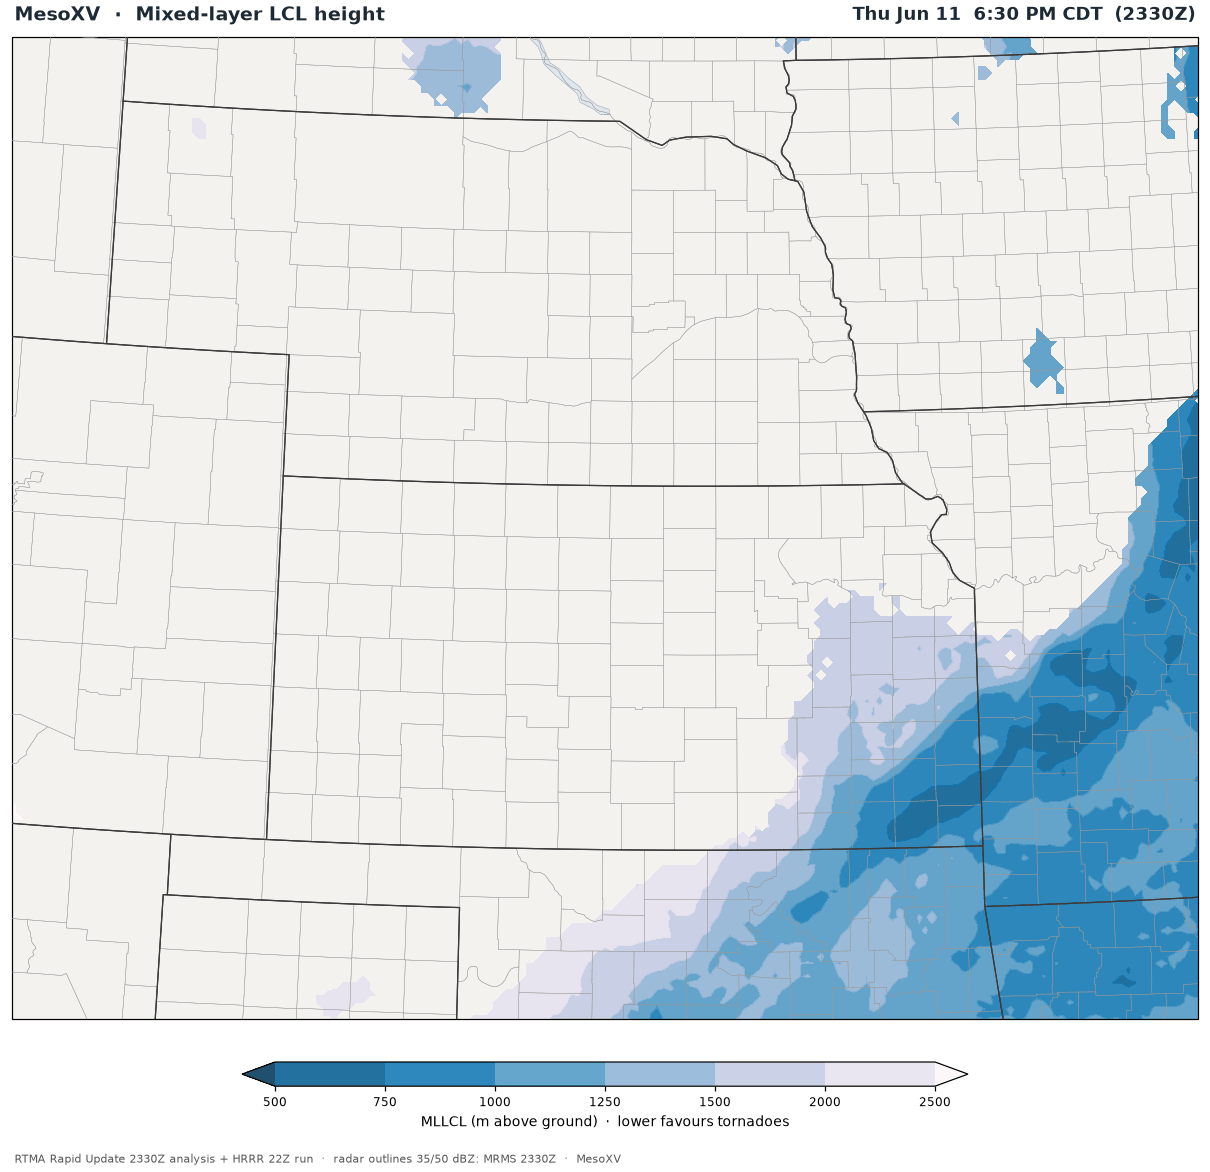 MesoXV · Mixed-layer LCL height
Thu Jun 11 6:30 PM CDT (2330Z)
500 750 1000 1250 1500 2000 2500
MLLCL (m above ground) · lower favours tornadoes
RTMA Rapid Update 2330Z analysis + HRRR 22Z run · radar outlines 35/50 dBZ: MRMS 2330Z · MesoXV